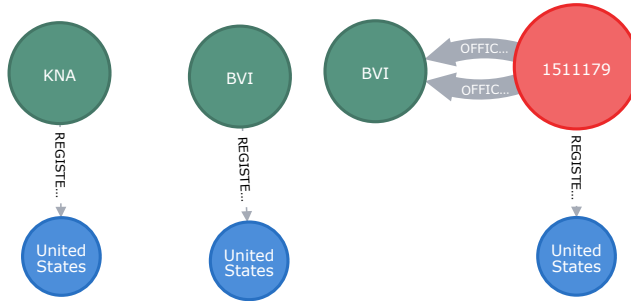 KNA
BVI
BVI
OFFIC...
OFFIC...
1511179
REGISTE...
REGISTE...
REGISTE...
United
States
United
States
United
States